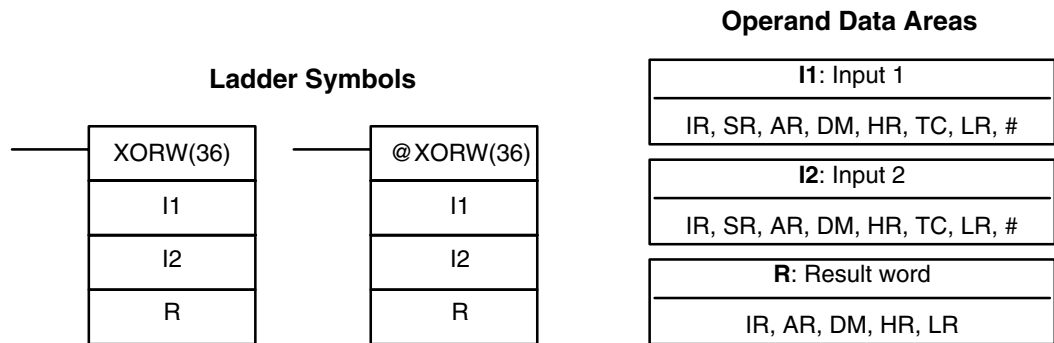 Ladder Symbols
XORW(36)
I1
I2
R
@XORW(36)
I1
I2
R
Operand Data Areas
I1: Input 1
IR, SR, AR, DM, HR, TC, LR, #
I2: Input 2
IR, SR, AR, DM, HR, TC, LR, #
R: Result word
IR, AR, DM, HR, LR